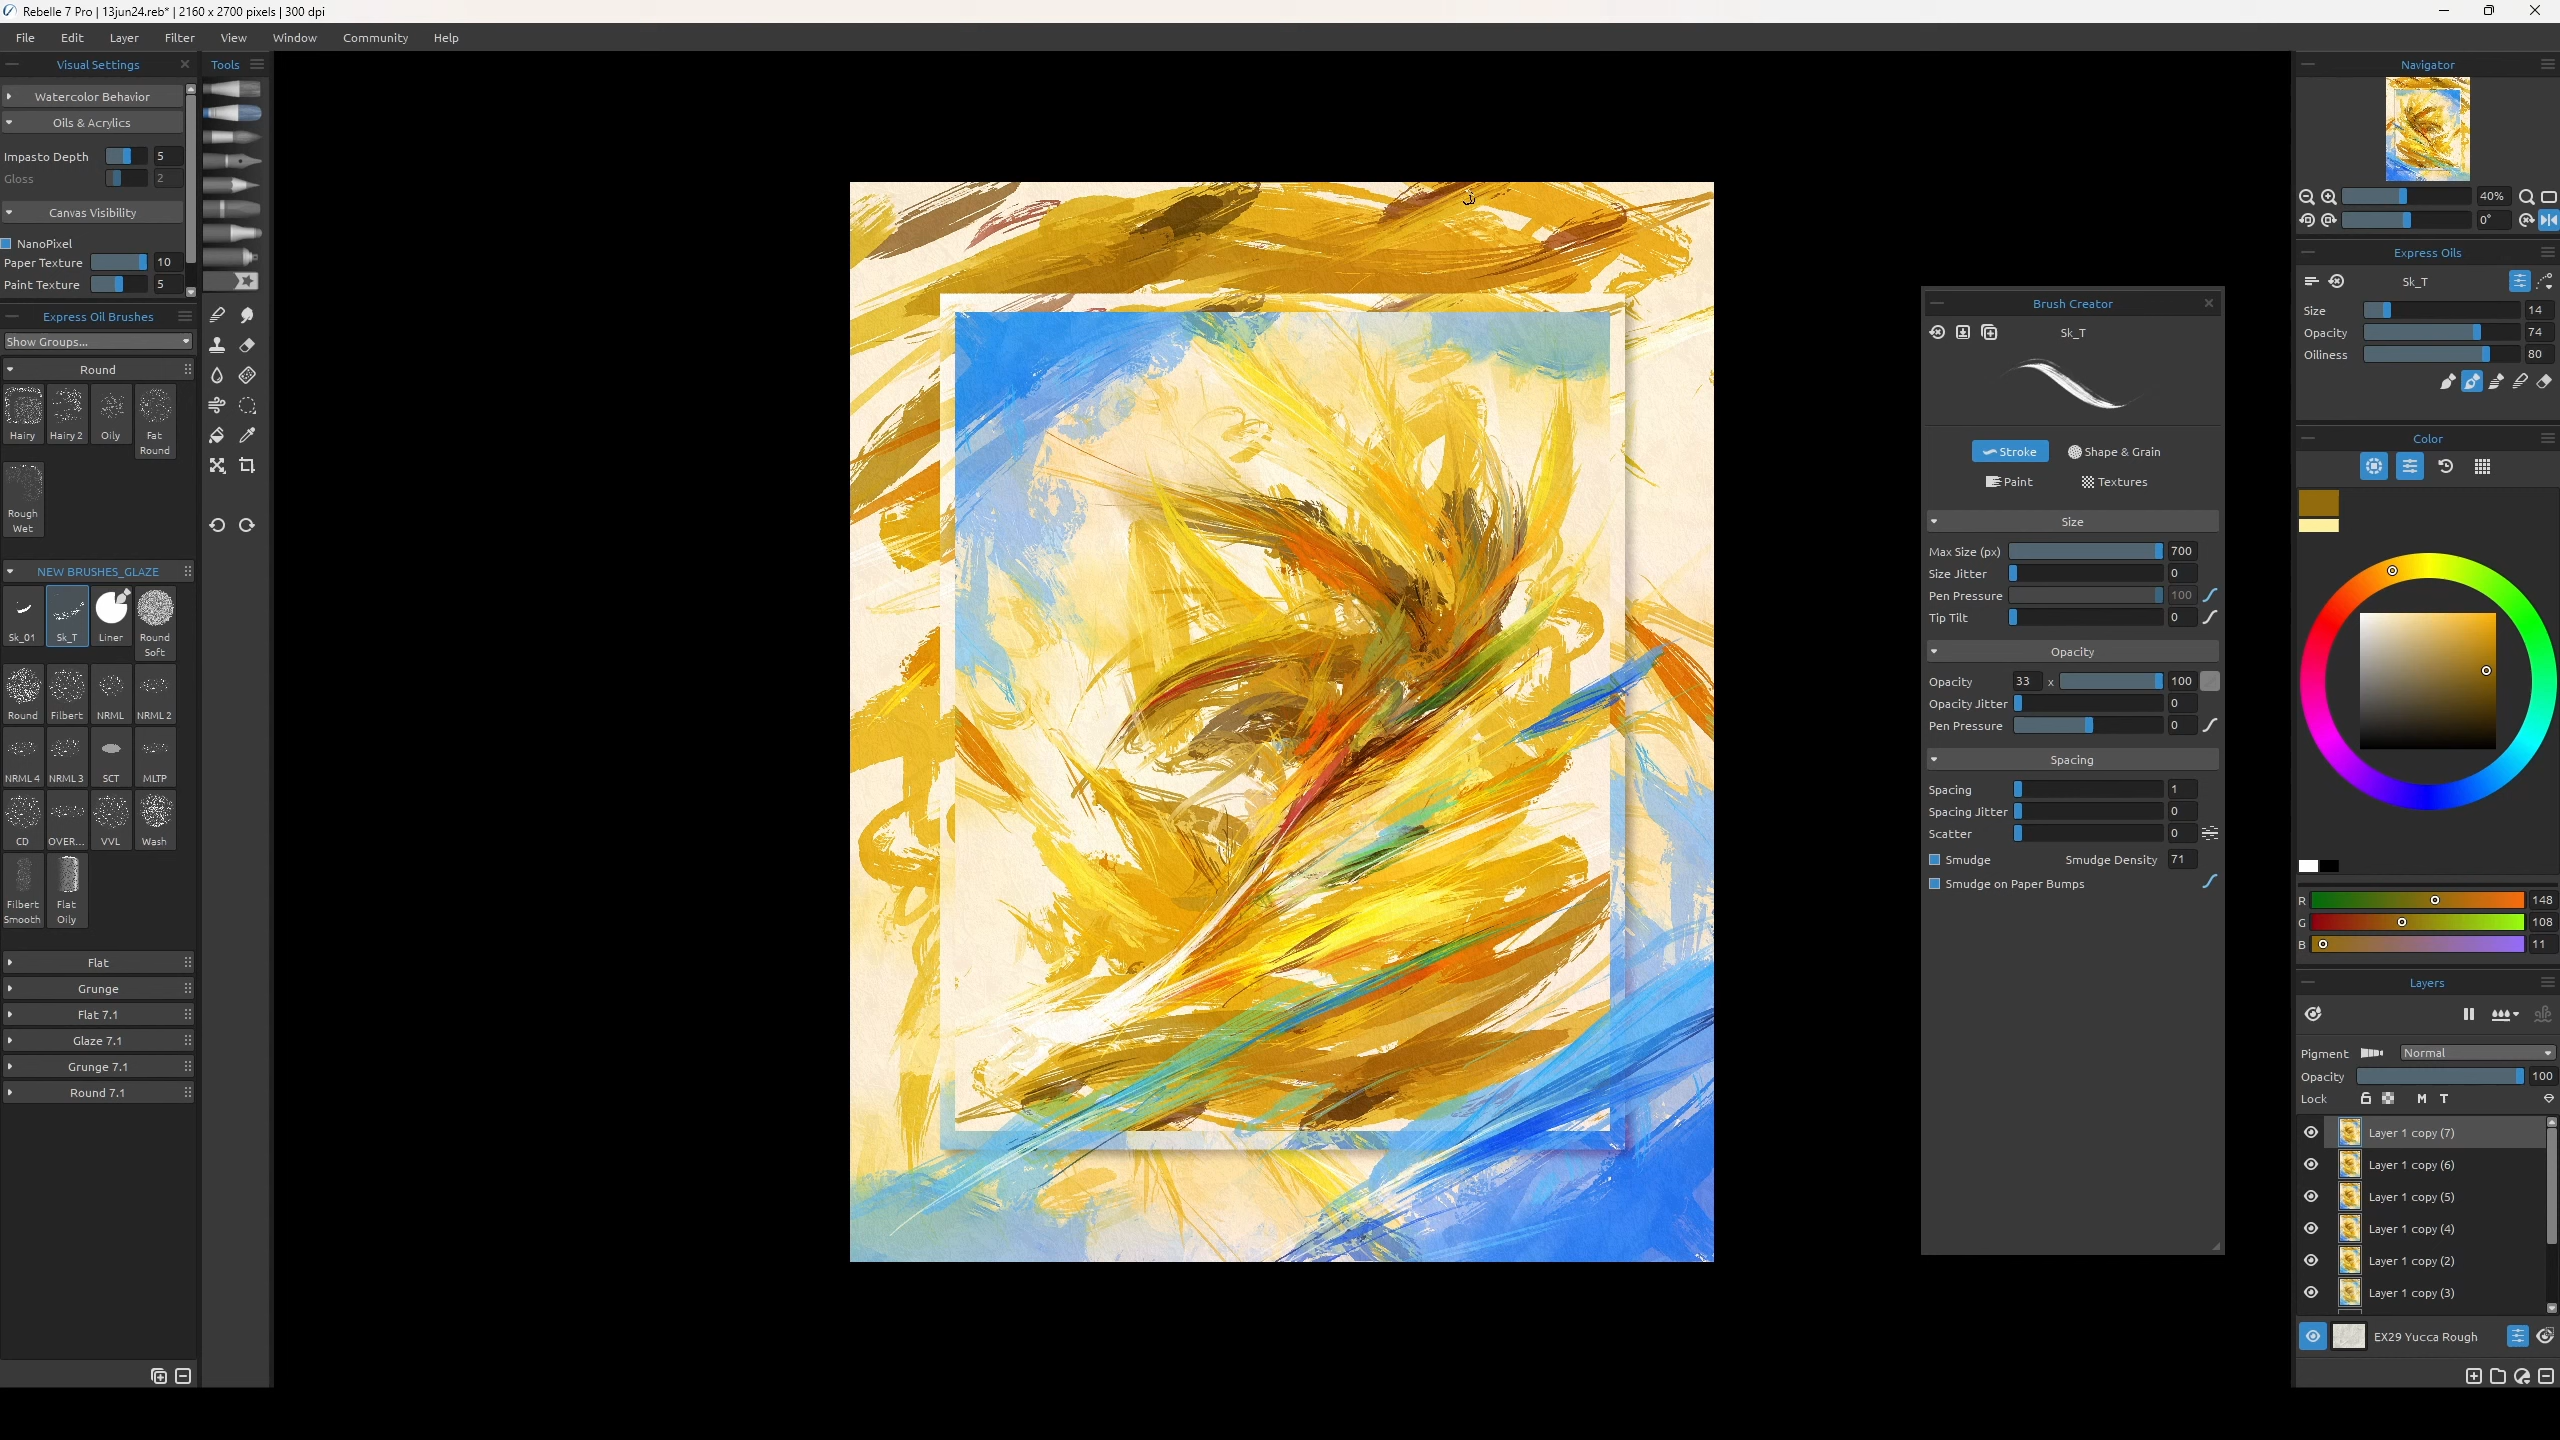 Rebelle 7 Pro | 13jun24.reb* | 2160 x 2700 pixels | 300 dpi
File Edit Layer Filter View Window Community Help
Visual Settings
Watercolor Behavior
Oils & Acrylics
Impasto Depth 5
Gloss 2
Canvas Visibility
NanoPixel
Paper Texture 10
Paint Texture 5
Express Oil Brushes
Show Groups...
Round
Hairy Hairy 2 Oily Fat Round
Rough Wet
NEW BRUSHES_GLAZE
Sk_01 Sk_T Liner Round Soft
Round Filbert NRML NRML 2
NRML 4 NRML 3 SCT MLTP
CD OVER... VVL Wash
Filbert Smooth Flat Oily
Flat
Grunge
Flat 7.1
Glaze 7.1
Grunge 7.1
Round 7.1
Tools
Brush Creator
Sk_T
Stroke Shape & Grain
Paint Textures
Size
Max Size (px) 700
Size Jitter 0
Pen Pressure 100
Tip Tilt 0
Opacity
Opacity 33 x 100
Opacity Jitter 0
Pen Pressure 0
Spacing
Spacing 1
Spacing Jitter 0
Scatter 0
Smudge Smudge Density 71
Smudge on Paper Bumps
Navigator
40%
0°
Express Oils
Sk_T
Size 14
Opacity 74
Oiliness 80
Color
R 148
G 108
B 11
Layers
Pigment Normal
Opacity 100
Lock M T
Layer 1 copy (7)
Layer 1 copy (6)
Layer 1 copy (5)
Layer 1 copy (4)
Layer 1 copy (2)
Layer 1 copy (3)
EX29 Yucca Rough